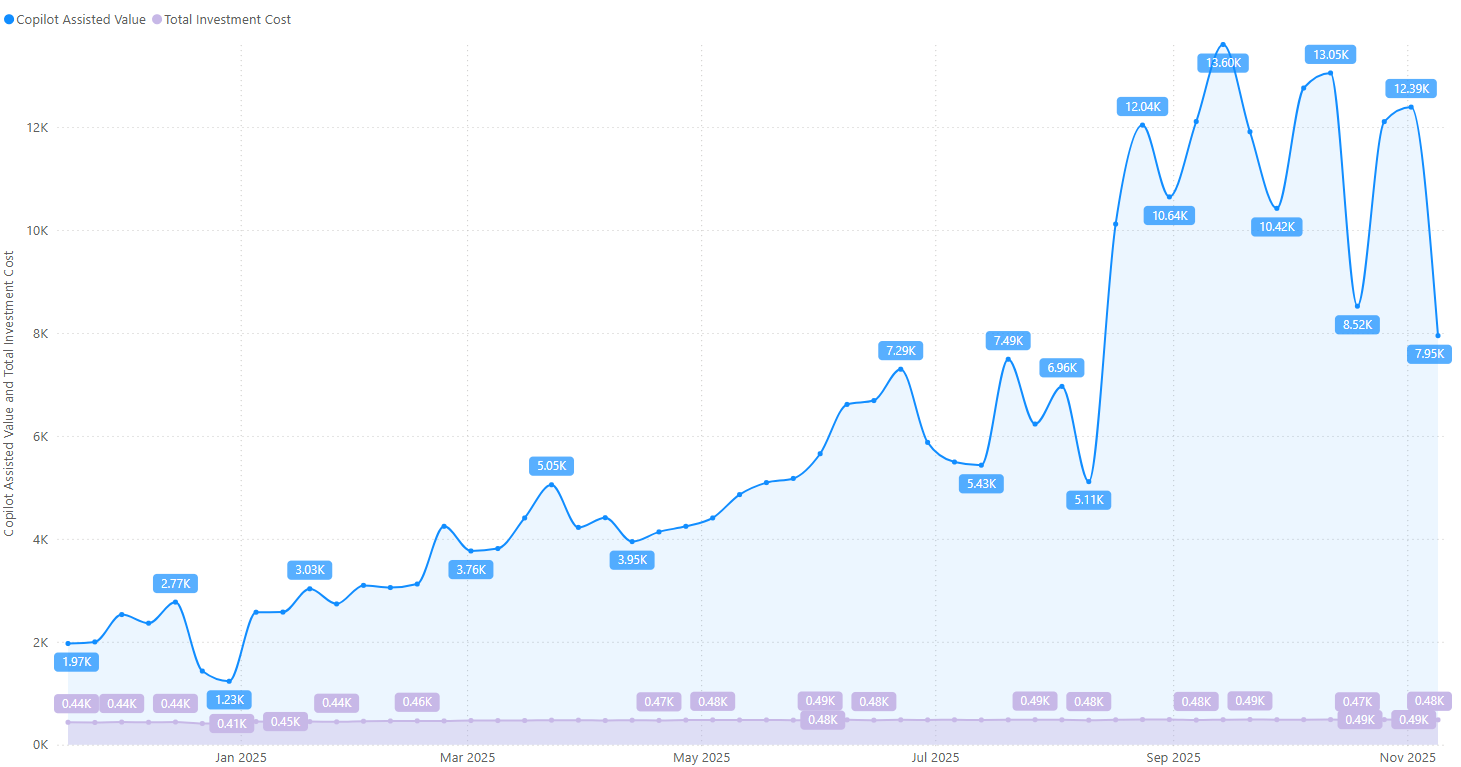 Copilot Assisted Value Total Investment Cost
Copilot Assisted Value and Total Investment Cost
12K
10K
8K
6K
4K
2K
0K
1.97K
2.77K
1.23K
3.03K
3.76K
5.05K
3.95K
7.29K
5.43K
7.49K
6.96K
5.11K
12.04K
10.64K
13.60K
10.42K
13.05K
8.52K
12.39K
7.95K
0.44K
0.44K
0.44K
0.41K
0.45K
0.44K
0.46K
0.47K
0.48K
0.49K
0.48K
0.48K
0.49K
0.48K
0.48K
0.49K
0.47K
0.49K
0.49K
0.48K
Jan 2025
Mar 2025
May 2025
Jul 2025
Sep 2025
Nov 2025